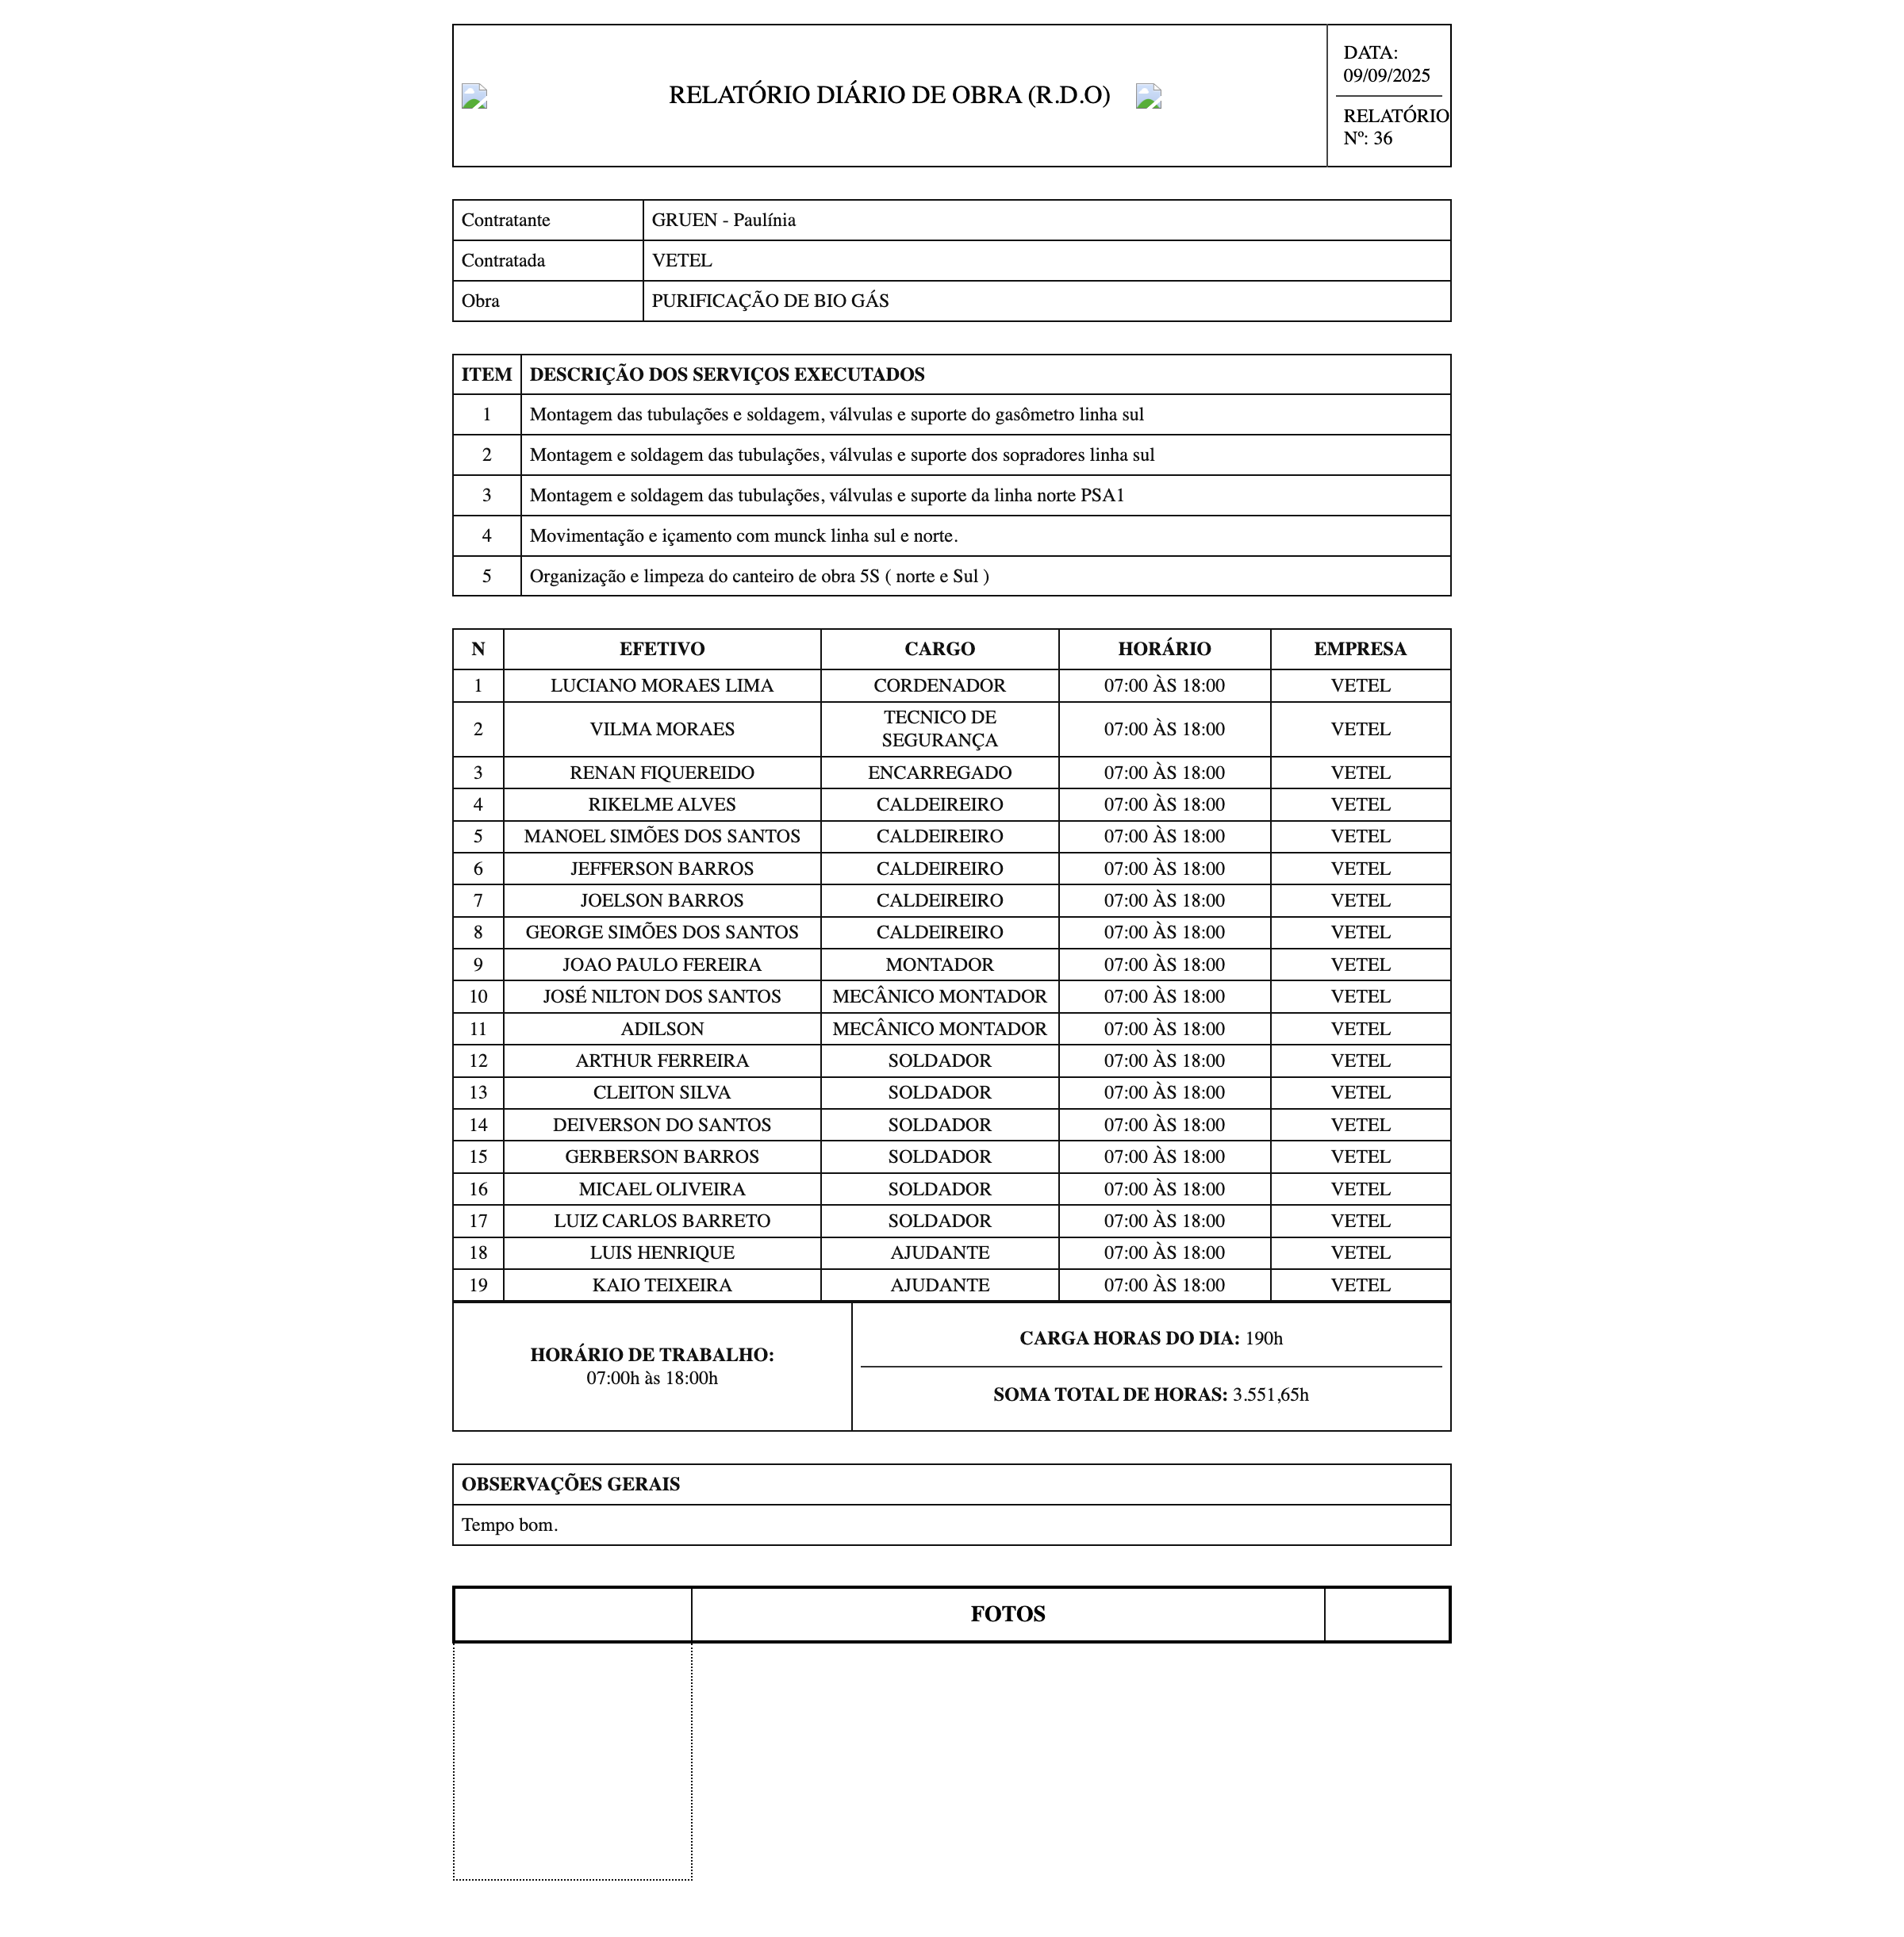 RELATÓRIO DIÁRIO DE OBRA (R.D.O)
DATA:
09/09/2025
RELATÓRIO
Nº: 36
Contratante GRUEN - Paulínia
Contratada VETEL
Obra PURIFICAÇÃO DE BIO GÁS
ITEM DESCRIÇÃO DOS SERVIÇOS EXECUTADOS
1 Montagem das tubulações e soldagem, válvulas e suporte do gasômetro linha sul
2 Montagem e soldagem das tubulações, válvulas e suporte dos sopradores linha sul
3 Montagem e soldagem das tubulações, válvulas e suporte da linha norte PSA1
4 Movimentação e içamento com munck linha sul e norte.
5 Organização e limpeza do canteiro de obra 5S ( norte e Sul )
N EFETIVO CARGO HORÁRIO EMPRESA
1 LUCIANO MORAES LIMA CORDENADOR 07:00 ÀS 18:00 VETEL
2 VILMA MORAES TECNICO DE SEGURANÇA 07:00 ÀS 18:00 VETEL
3 RENAN FIQUEREIDO ENCARREGADO 07:00 ÀS 18:00 VETEL
4 RIKELME ALVES CALDEIREIRO 07:00 ÀS 18:00 VETEL
5 MANOEL SIMÕES DOS SANTOS CALDEIREIRO 07:00 ÀS 18:00 VETEL
6 JEFFERSON BARROS CALDEIREIRO 07:00 ÀS 18:00 VETEL
7 JOELSON BARROS CALDEIREIRO 07:00 ÀS 18:00 VETEL
8 GEORGE SIMÕES DOS SANTOS CALDEIREIRO 07:00 ÀS 18:00 VETEL
9 JOAO PAULO FEREIRA MONTADOR 07:00 ÀS 18:00 VETEL
10 JOSÉ NILTON DOS SANTOS MECÂNICO MONTADOR 07:00 ÀS 18:00 VETEL
11 ADILSON MECÂNICO MONTADOR 07:00 ÀS 18:00 VETEL
12 ARTHUR FERREIRA SOLDADOR 07:00 ÀS 18:00 VETEL
13 CLEITON SILVA SOLDADOR 07:00 ÀS 18:00 VETEL
14 DEIVERSON DO SANTOS SOLDADOR 07:00 ÀS 18:00 VETEL
15 GERBERSON BARROS SOLDADOR 07:00 ÀS 18:00 VETEL
16 MICAEL OLIVEIRA SOLDADOR 07:00 ÀS 18:00 VETEL
17 LUIZ CARLOS BARRETO SOLDADOR 07:00 ÀS 18:00 VETEL
18 LUIS HENRIQUE AJUDANTE 07:00 ÀS 18:00 VETEL
19 KAIO TEIXEIRA AJUDANTE 07:00 ÀS 18:00 VETEL
HORÁRIO DE TRABALHO:
07:00h às 18:00h
CARGA HORAS DO DIA: 190h
SOMA TOTAL DE HORAS: 3.551,65h
OBSERVAÇÕES GERAIS
Tempo bom.
FOTOS